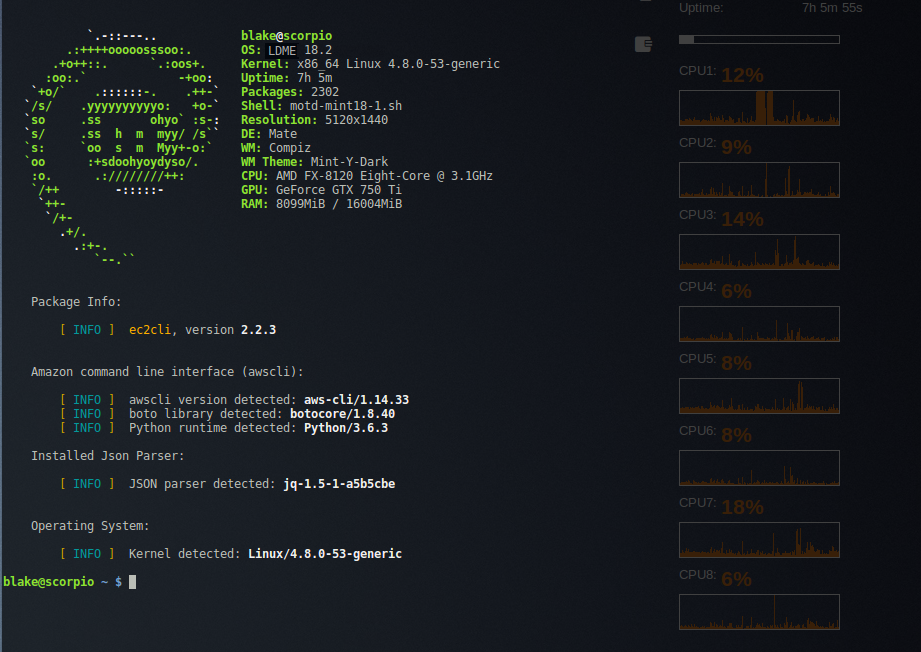 Uptime: 7h 5m 55s
`.-::---..
.:++++ooooosssoo:.
.+o++::. `.:oos+.
:oo:.` -+oo:
`+o/` .::::::-. .++-`
`/s/ .yyyyyyyyyyo: +o-`
`so .ss ohyo` :s-:
`s/ .ss h m myy/ /s``
`s: `oo s m Myy+-o:`
`oo :+sdoohyoydyso/.
:o. .:////////++:
`/++ -:::::-
`++-
`/+-
.+/.
.:+-.
`--.``
blake@scorpio
OS: LDME 18.2
Kernel: x86_64 Linux 4.8.0-53-generic
Uptime: 7h 5m
Packages: 2302
Shell: motd-mint18-1.sh
Resolution: 5120x1440
DE: Mate
WM: Compiz
WM Theme: Mint-Y-Dark
CPU: AMD FX-8120 Eight-Core @ 3.1GHz
GPU: GeForce GTX 750 Ti
RAM: 8099MiB / 16004MiB
Package Info:
[ INFO ] ec2cli, version 2.2.3
Amazon command line interface (awscli):
[ INFO ] awscli version detected: aws-cli/1.14.33
[ INFO ] boto library detected: botocore/1.8.40
[ INFO ] Python runtime detected: Python/3.6.3
Installed Json Parser:
[ INFO ] JSON parser detected: jq-1.5-1-a5b5cbe
Operating System:
[ INFO ] Kernel detected: Linux/4.8.0-53-generic
blake@scorpio ~ $
CPU1: 12%
CPU2: 9%
CPU3: 14%
CPU4: 6%
CPU5: 8%
CPU6: 8%
CPU7: 18%
CPU8: 6%